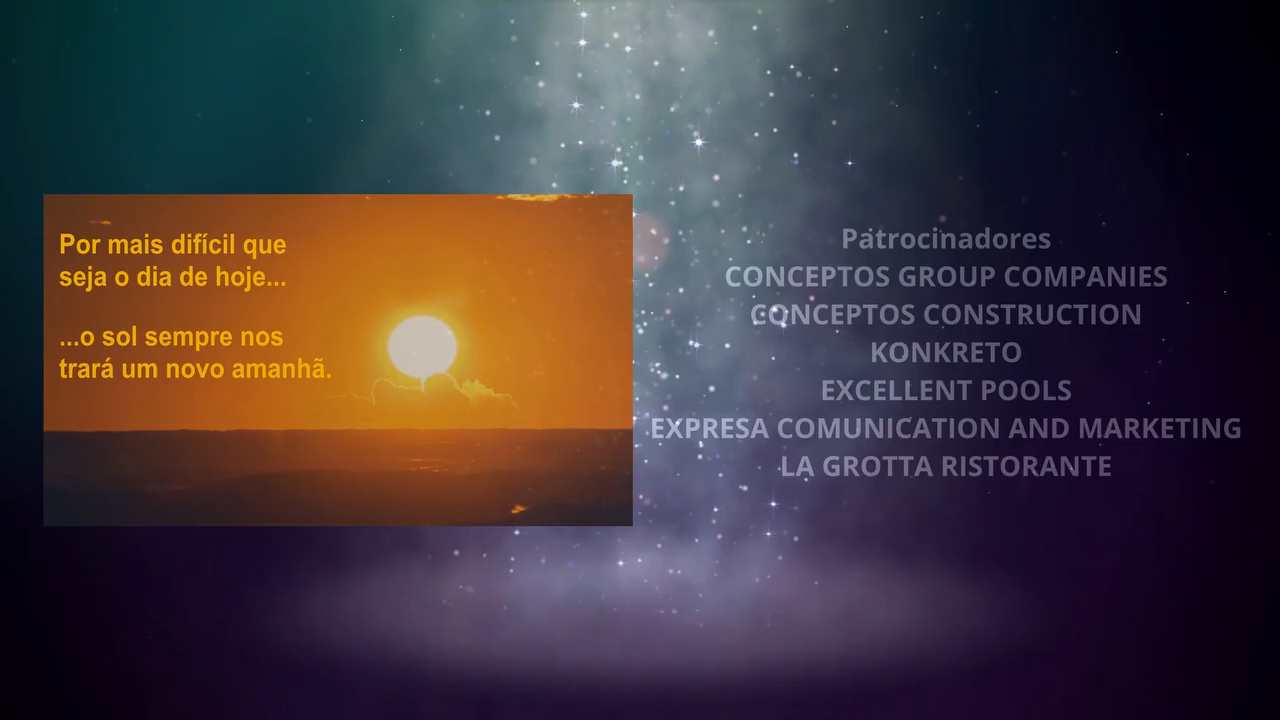 Por mais difícil que
seja o dia de hoje...
...o sol sempre nos
trará um novo amanhã.
Patrocinadores
CONCEPTOS GROUP COMPANIES
CONCEPTOS CONSTRUCTION
KONKRETO
EXCELLENT POOLS
EXPRESA COMUNICATION AND MARKETING
LA GROTTA RISTORANTE